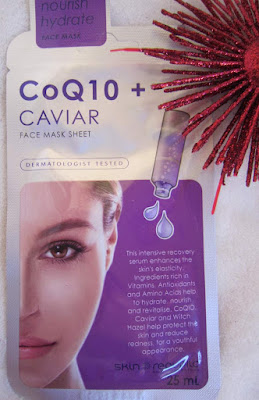 nourish
hydrate
FACE MASK
CoQ10 +
CAVIAR
FACE MASK SHEET
DERMATOLOGIST TESTED
This intensive recovery
serum enhances the
skin's elasticity.
Ingredients rich in
Vitamins, Antioxidants
and Amino Acids help
to hydrate, nourish
and revitalise. CoQ10,
Caviar and Witch
Hazel help protect the
skin and reduce
redness, for a youthful
appearance.
skin
25 ml